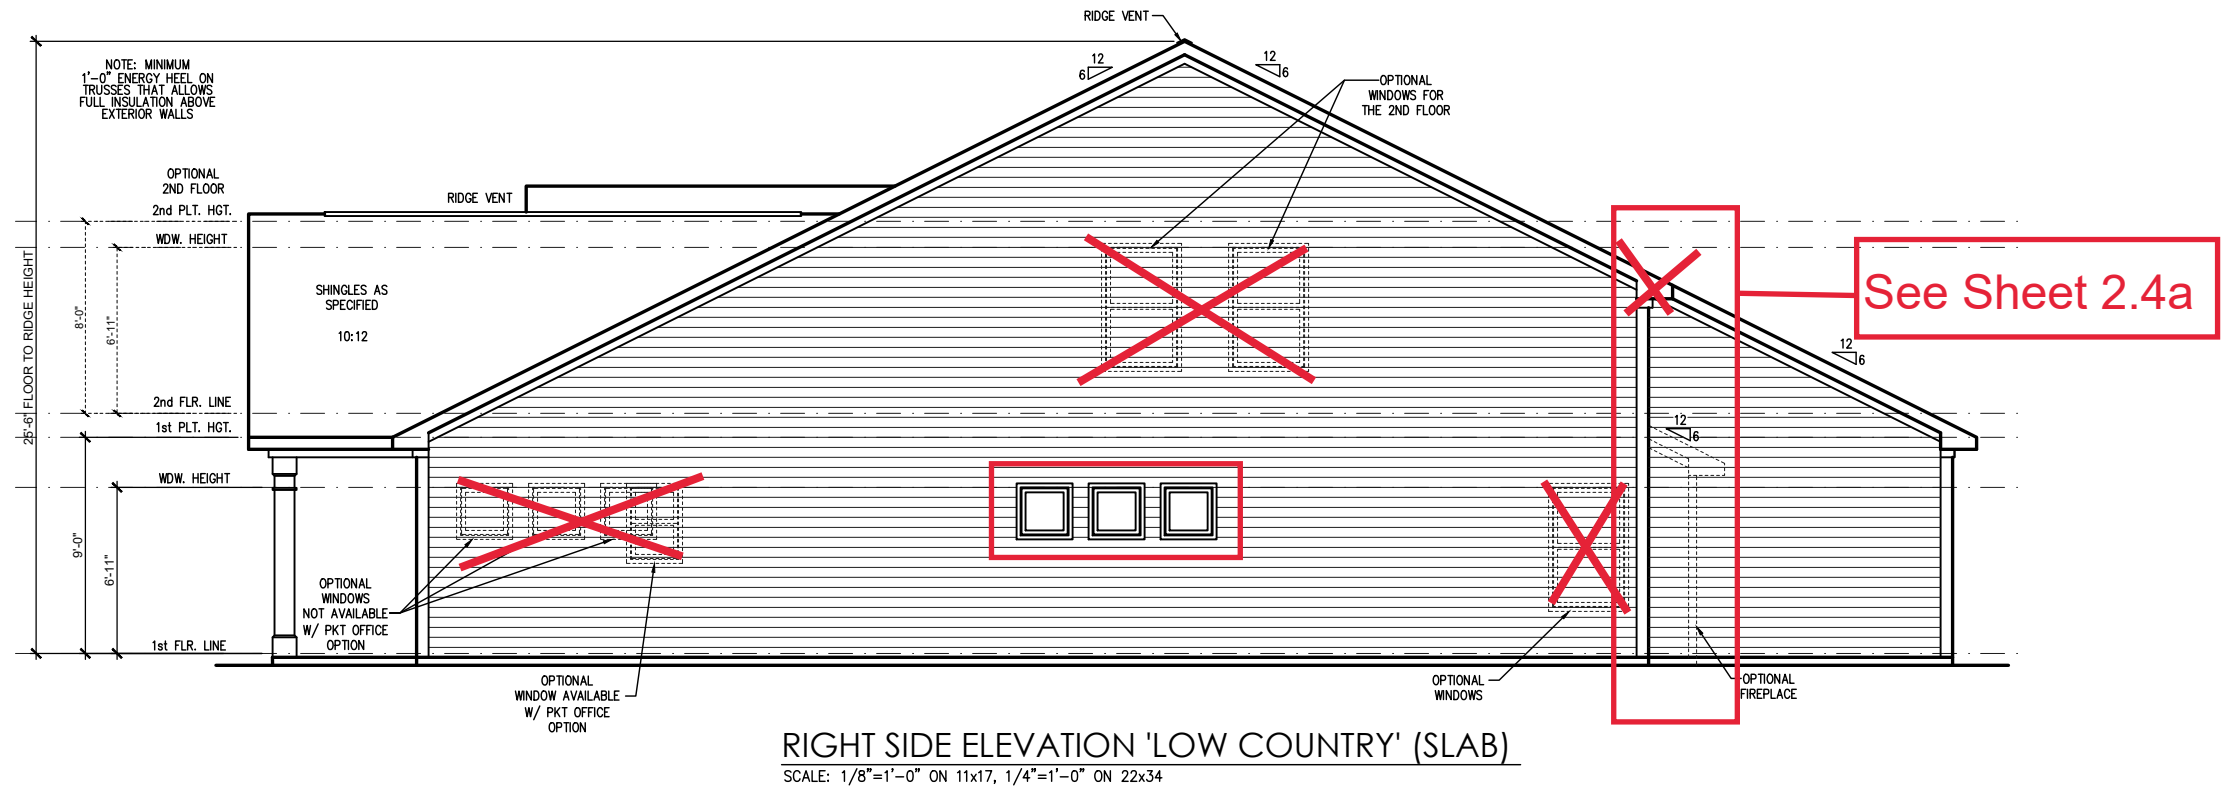 RIDGE VENT
12
6
12
6
NOTE: MINIMUM
1'-0" ENERGY HEEL ON
TRUSSES THAT ALLOWS
FULL INSULATION ABOVE
EXTERIOR WALLS
OPTIONAL
WINDOWS FOR
THE 2ND FLOOR
OPTIONAL
2ND FLOOR
2nd PLT. HGT.
RIDGE VENT
WDW. HEIGHT
25'-6" FLOOR TO RIDGE HEIGHT
8'-0"
6'-11"
SHINGLES AS
SPECIFIED
10:12
See Sheet 2.4a
12
6
2nd FLR. LINE
1st PLT. HGT.
12
6
WDW. HEIGHT
9'-0"
6'-11"
OPTIONAL
WINDOWS
NOT AVAILABLE
W/ PKT OFFICE
OPTION
1st FLR. LINE
OPTIONAL
WINDOW AVAILABLE
W/ PKT OFFICE
OPTION
OPTIONAL
WINDOWS
OPTIONAL
FIREPLACE
RIGHT SIDE ELEVATION 'LOW COUNTRY' (SLAB)
SCALE: 1/8"=1'-0" ON 11x17, 1/4"=1'-0" ON 22x34